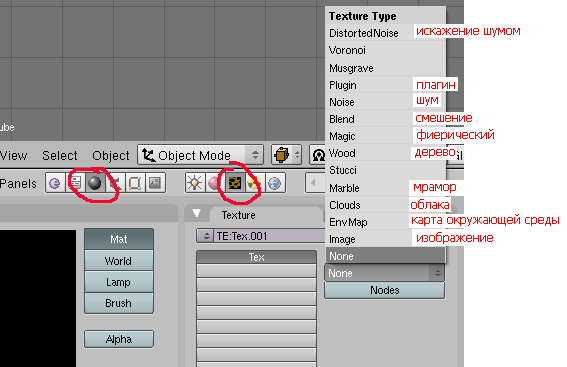 Texture Type
DistortedNoise искажение шумом
Voronoi
Musgrave
Plugin плагин
Noise шум
Blend смешение
Magic фиерический
Wood дерево
Stucci
Marble мрамор
Clouds облака
EnvMap карта окружающей среды
Image изображение
None
ube
View Select Object Object Mode
Panels
Texture
TE:Tex.001
Mat
World
Lamp
Brush
Alpha
Tex
None
Nodes